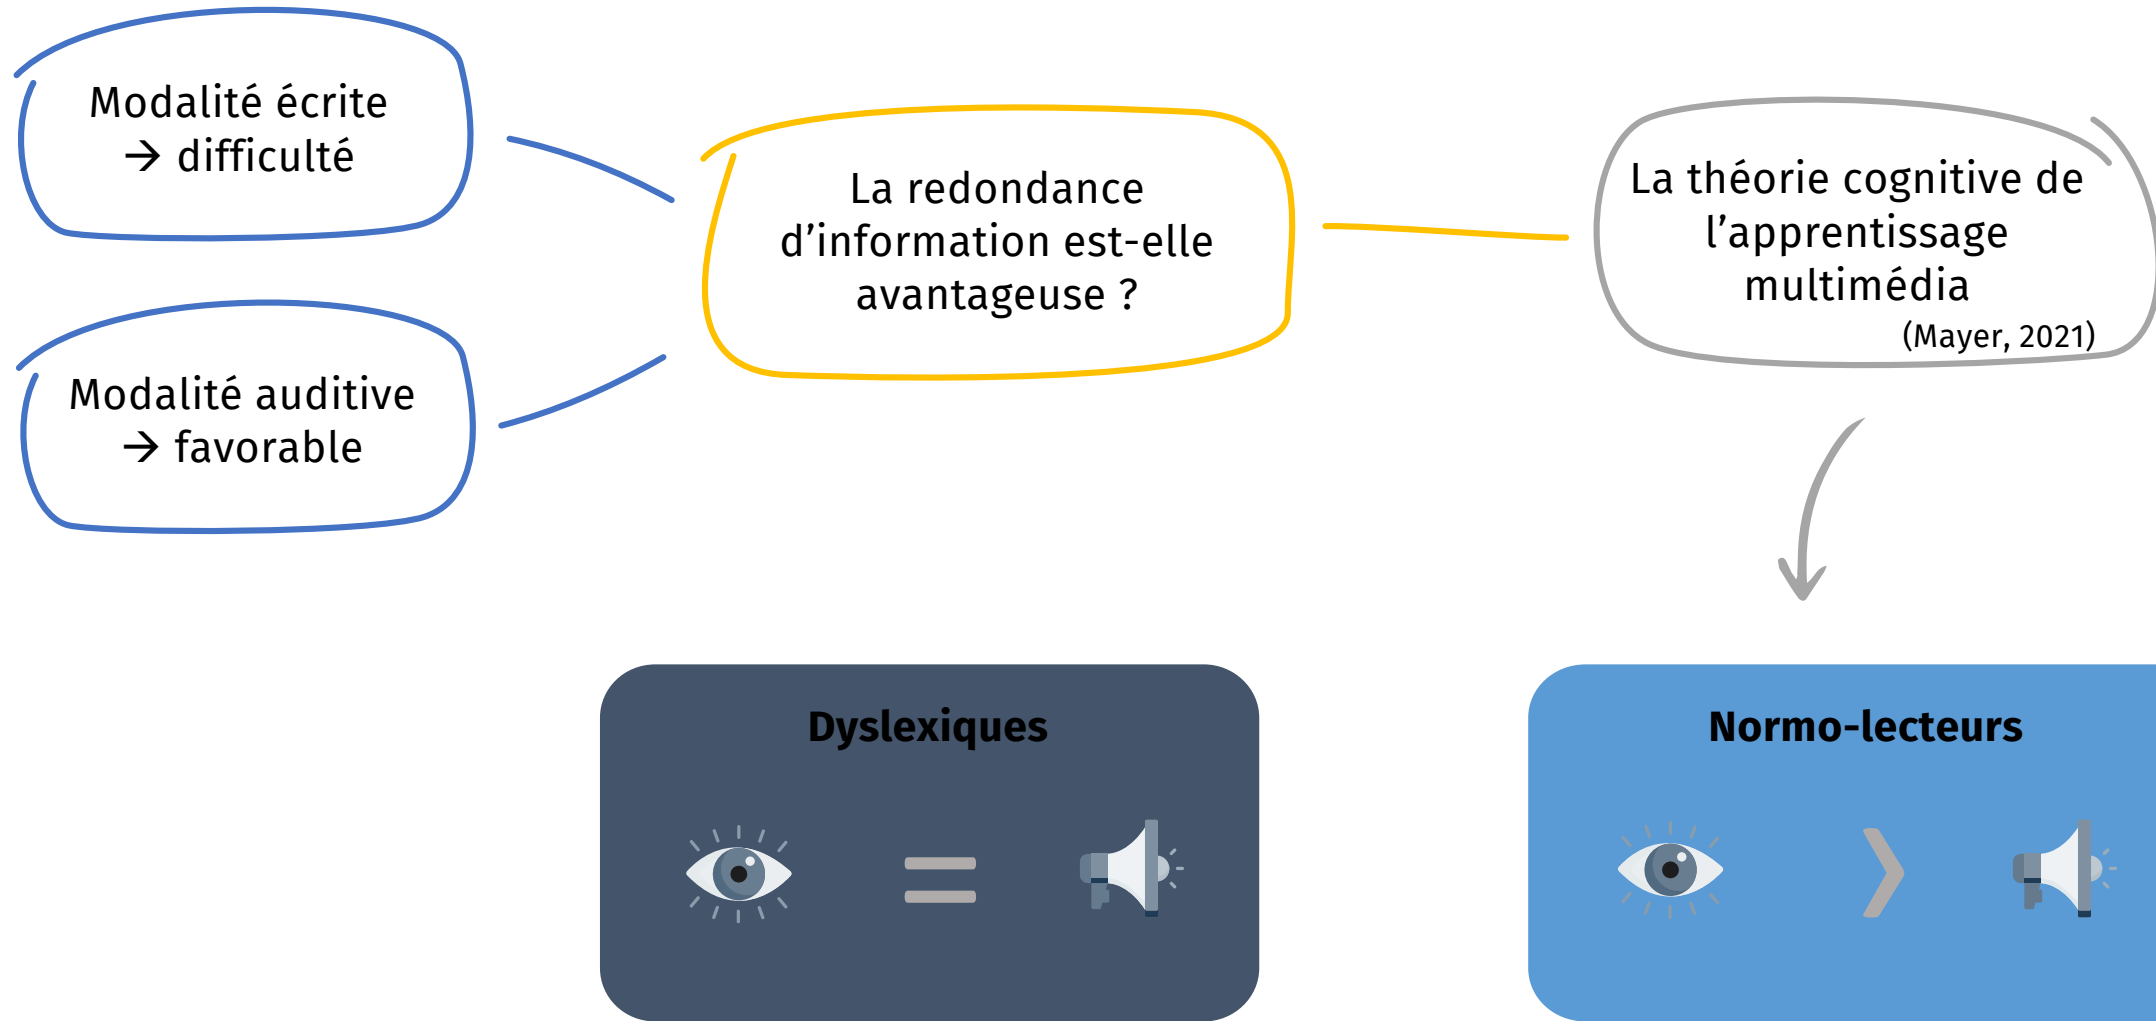 Modalité écrite
→ difficulté
Modalité auditive
→ favorable
La redondance
d’information est-elle
avantageuse ?
La théorie cognitive de
l’apprentissage
multimédia
(Mayer, 2021)
Dyslexiques
Normo-lecteurs